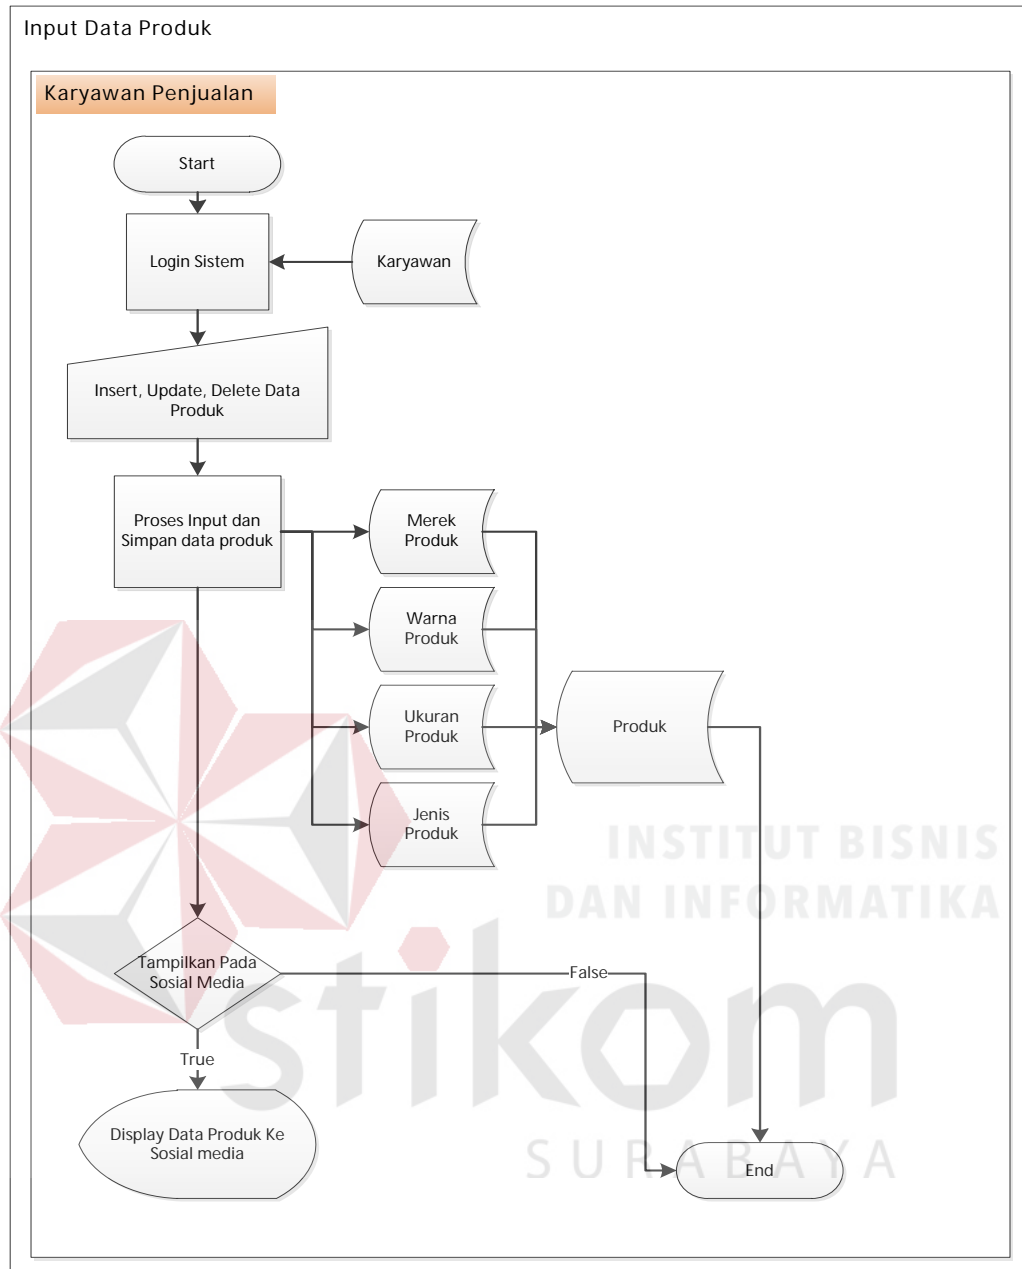 Input Data Produk
Karyawan Penjualan
Start
Login Sistem
Karyawan
Insert, Update, Delete Data
Produk
Proses Input dan
Simpan data produk
Merek
Produk
Warna
Produk
Ukuran
Produk
Produk
Jenis
Produk
INSTITUT BISNIS
DAN INFORMATIKA
stikom
SURABAYA
Tampilkan Pada
Sosial Media
False
True
Display Data Produk Ke
Sosial media
End